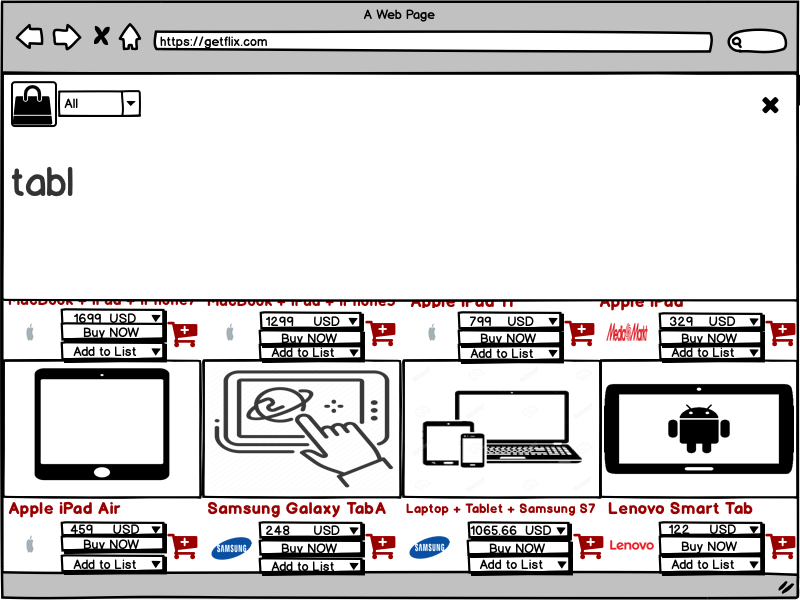 A Web Page
https://getflix.com
All
tabl
MacBook + iPad + iPhone7
MacBook + iPad + iPhone5
Apple iPad 11
Apple iPad
1699 USD
1299 USD
799 USD
329 USD
MediaMarkt
Buy NOW
Buy NOW
Buy NOW
Buy NOW
Add to List
Add to List
Add to List
Add to List
Apple iPad Air
Samsung Galaxy TabA
Laptop + Tablet + Samsung S7
Lenovo Smart Tab
459 USD
248 USD
1065.66 USD
122 USD
SAMSUNG
SAMSUNG
Lenovo
Buy NOW
Buy NOW
Buy NOW
Buy NOW
Add to List
Add to List
Add to List
Add to List